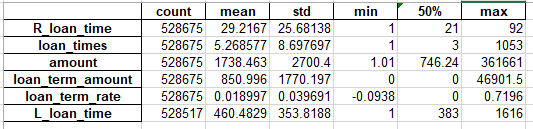 count mean std min 50% max
R_loan_time 528675 29.2167 25.68138 1 21 92
loan_times 528675 5.268577 8.697697 1 3 1053
amount 528675 1738.463 2700.4 1.01 746.24 361661
loan_term_amount 528675 850.996 1770.197 0 0 46901.5
loan_term_rate 528675 0.018997 0.039691 -0.0938 0 0.7196
L_loan_time 528517 460.4829 353.8188 1 383 1616